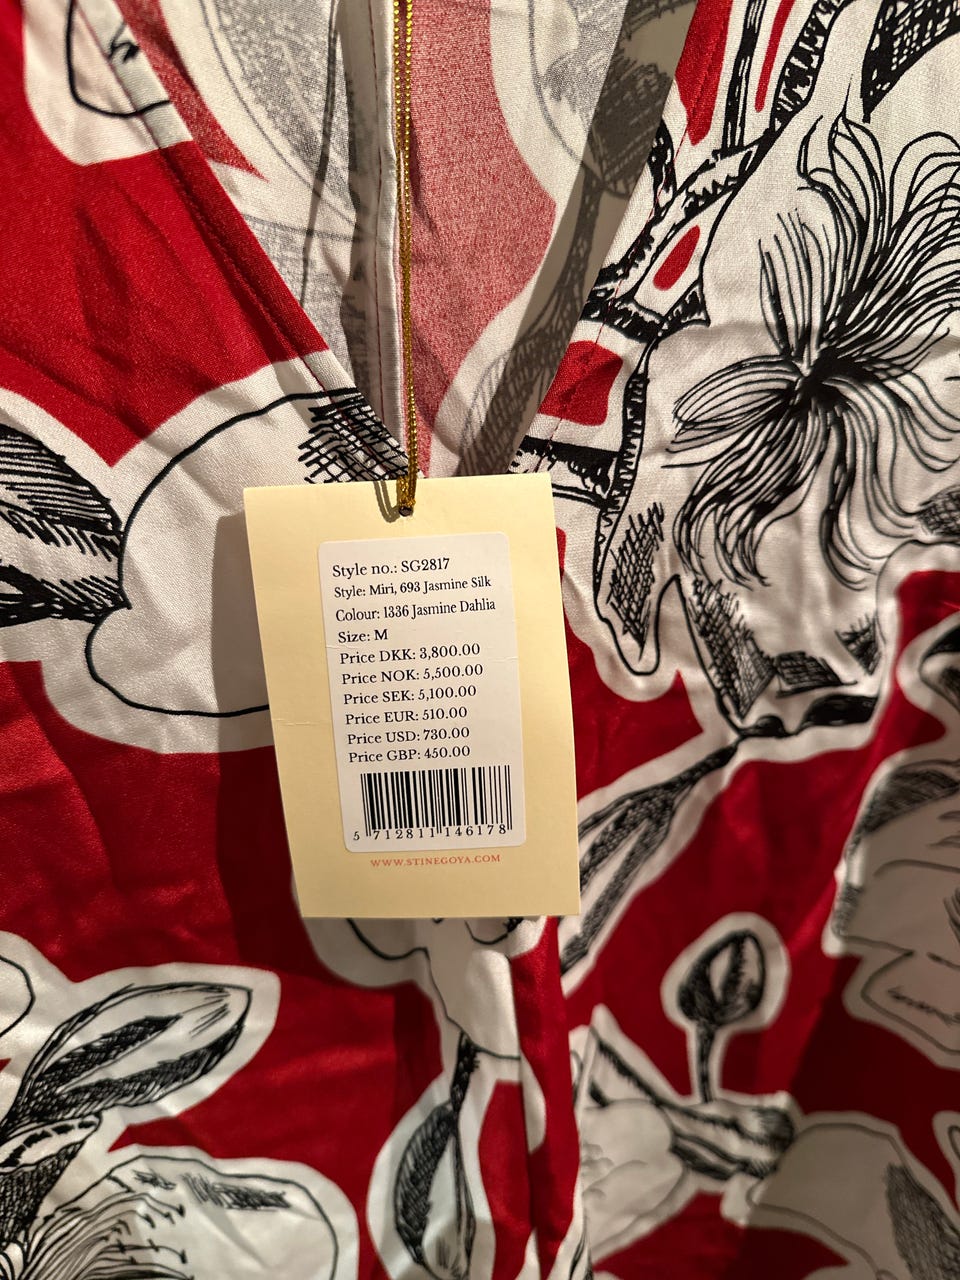 Style no.: SG2817
Style: Miri, 693 Jasmine Silk
Colour: 1336 Jasmine Dahlia
Size: M
Price DKK: 3,800.00
Price NOK: 5,500.00
Price SEK: 5,100.00
Price EUR: 510.00
Price USD: 730.00
Price GBP: 450.00
5 712811 146178
WWW.STINEGOYA.COM